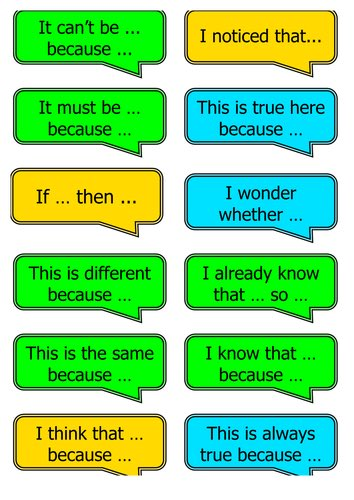 It can't be ...
because ...
I noticed that...
It must be ...
because ...
This is true here
because ...
If ... then ...
I wonder
whether ...
This is different
because ...
I already know
that ... so ...
This is the same
because ...
I know that ...
because ...
I think that ...
because ...
This is always
true because ...